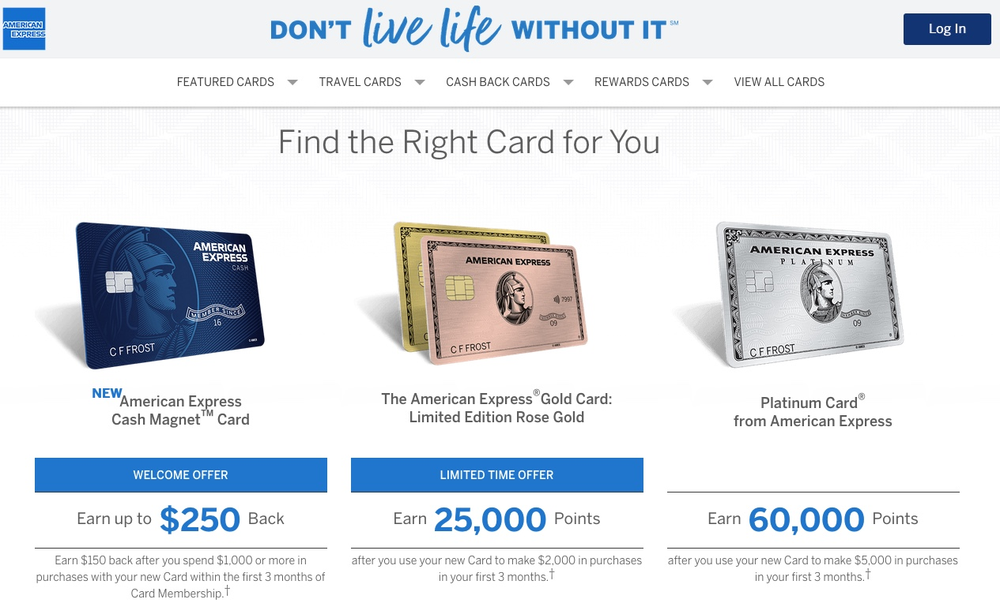 AMERICAN
EXPRESS
DON'T live life WITHOUT IT℠
Log In
FEATURED CARDS
TRAVEL CARDS
CASH BACK CARDS
REWARDS CARDS
VIEW ALL CARDS
Find the Right Card for You
AMERICAN
EXPRESS
CASH
MEMBER SINCE
16
C F FROST
AMERICAN EXPRESS
7997
MEMBER SINCE
09
C F FROST
AMERICAN EXPRESS
PLATINUM
MEMBER SINCE
09
C F FROST
NEW
American Express
Cash Magnet™ Card
The American Express® Gold Card:
Limited Edition Rose Gold
Platinum Card®
from American Express
WELCOME OFFER
Earn up to $250 Back
Earn $150 back after you spend $1,000 or more in
purchases with your new Card within the first 3 months of
Card Membership.†
LIMITED TIME OFFER
Earn 25,000 Points
after you use your new Card to make $2,000 in purchases
in your first 3 months.†
Earn 60,000 Points
after you use your new Card to make $5,000 in purchases
in your first 3 months.†